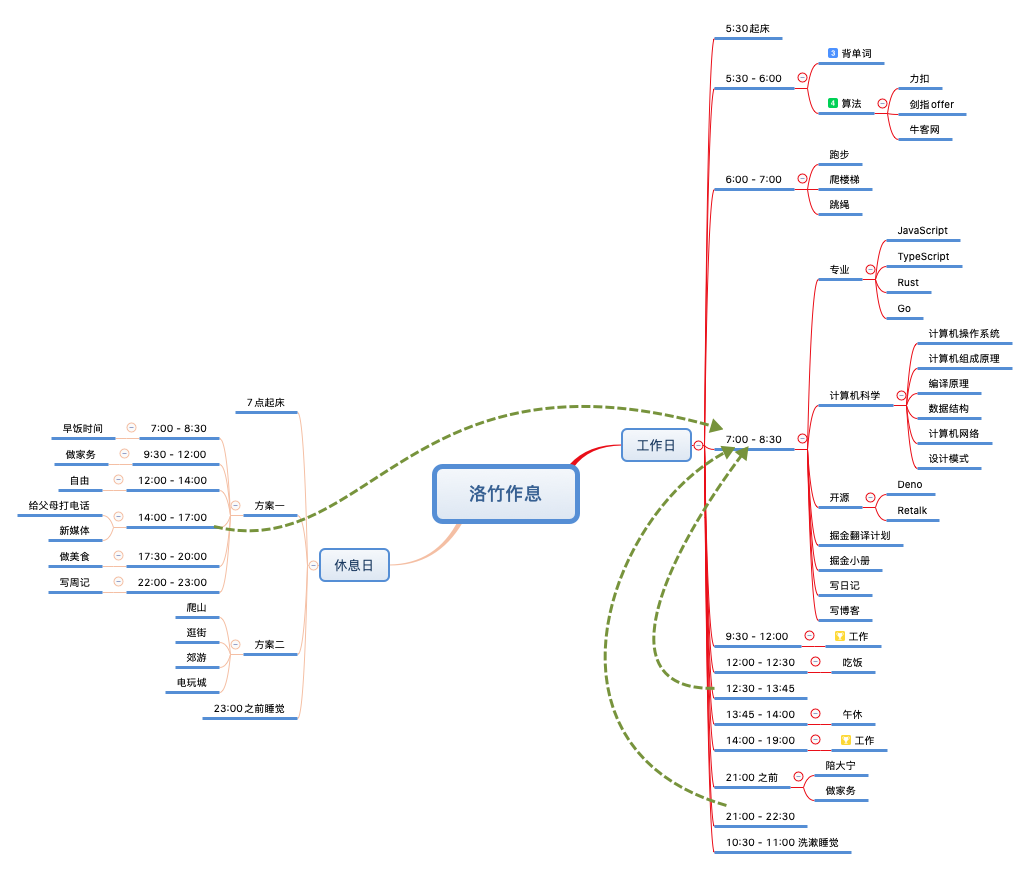 洛竹作息
工作日
5:30起床
5:30 - 6:00
3 背单词
4 算法
力扣
剑指offer
牛客网
6:00 - 7:00
跑步
爬楼梯
跳绳
7:00 - 8:30
专业
JavaScript
TypeScript
Rust
Go
计算机科学
计算机操作系统
计算机组成原理
编译原理
数据结构
计算机网络
设计模式
开源
Deno
Retalk
掘金翻译计划
掘金小册
写日记
写博客
9:30 - 12:00
工作
12:00 - 12:30
吃饭
12:30 - 13:45
13:45 - 14:00
午休
14:00 - 19:00
工作
21:00 之前
陪大宁
做家务
21:00 - 22:30
10:30 - 11:00 洗漱睡觉
休息日
7点起床
方案一
7:00 - 8:30
早饭时间
9:30 - 12:00
做家务
12:00 - 14:00
自由
14:00 - 17:00
给父母打电话
新媒体
17:30 - 20:00
做美食
22:00 - 23:00
写周记
方案二
爬山
逛街
郊游
电玩城
23:00之前睡觉